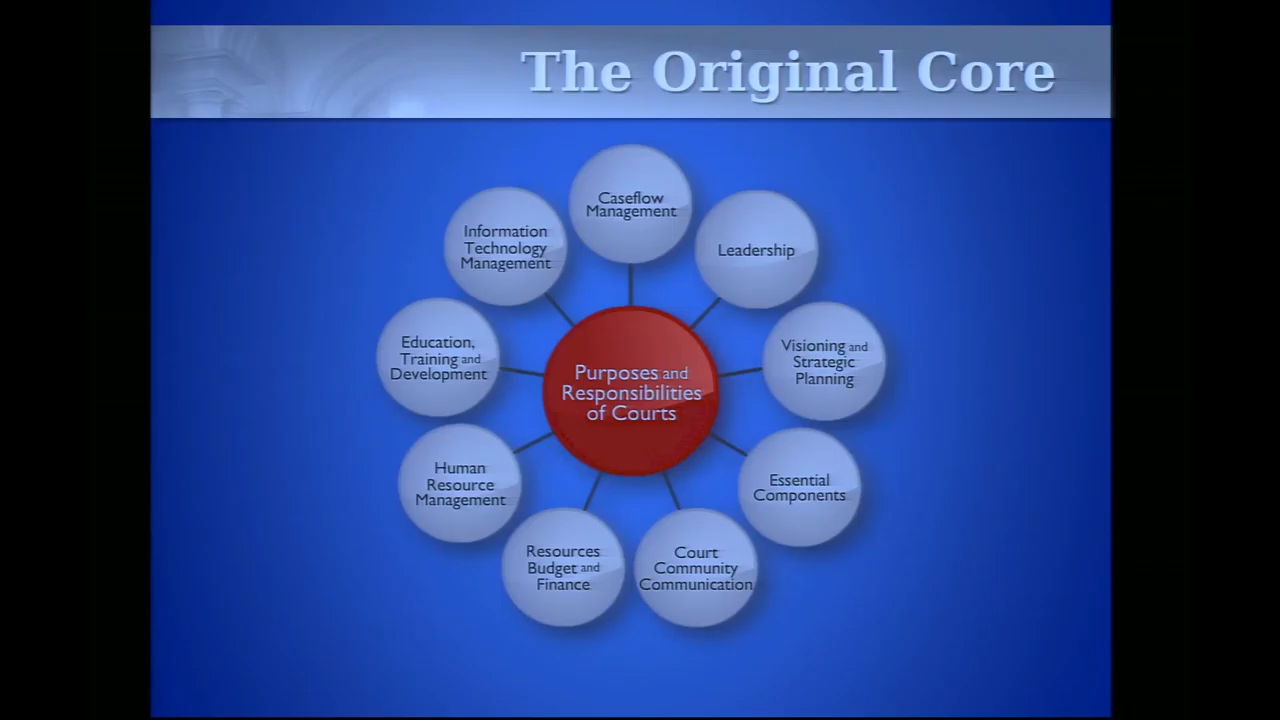 The Original Core
Caseflow
Management
Leadership
Visioning and
Strategic
Planning
Essential
Components
Court
Community
Communication
Resources
Budget and
Finance
Human
Resource
Management
Education,
Training and
Development
Information
Technology
Management
Purposes and
Responsibilities
of Courts